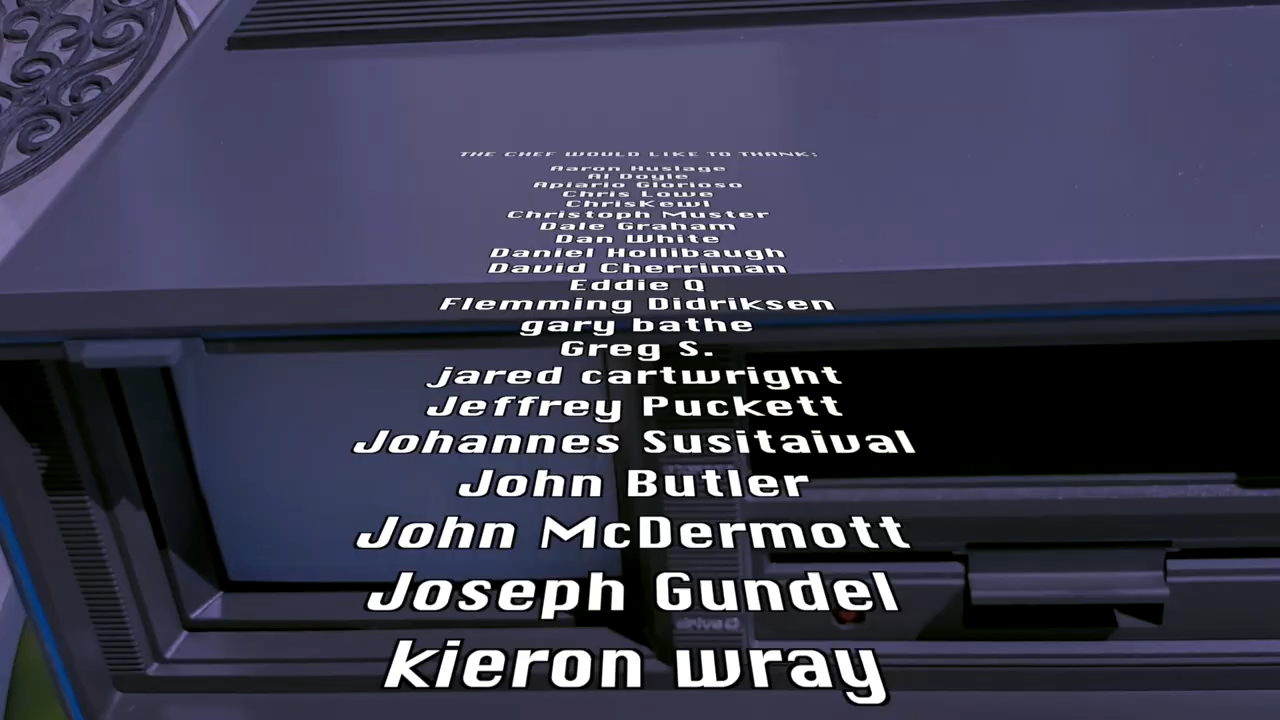 THE CHEF WOULD LIKE TO THANK:
Aaron Huslage
Al Doyle
Apiario Glorioso
Chris Lowe
ChrisKewl
Christoph Muster
Dale Graham
Dan White
Daniel Hollibaugh
David Cherriman
Eddie Q
Flemming Didriksen
gary bathe
Greg S.
jared cartwright
Jeffrey Puckett
Johannes Susitaival
John Butler
John McDermott
Joseph Gundel
kieron wray
drive